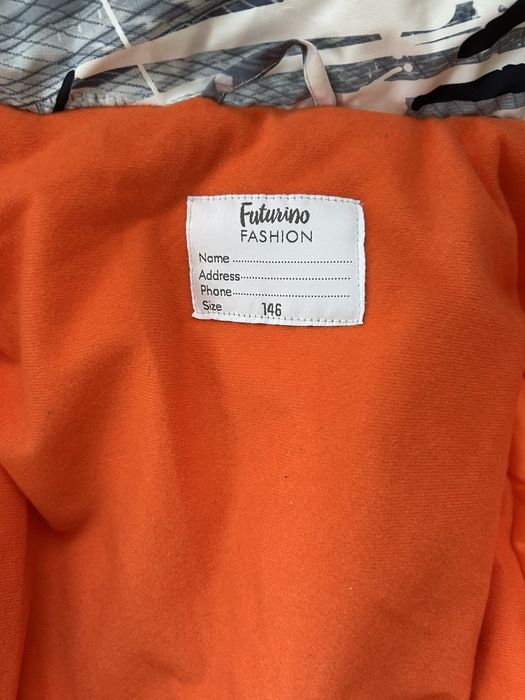 Futurino
FASHION
Name
Address
Phone
Size 146